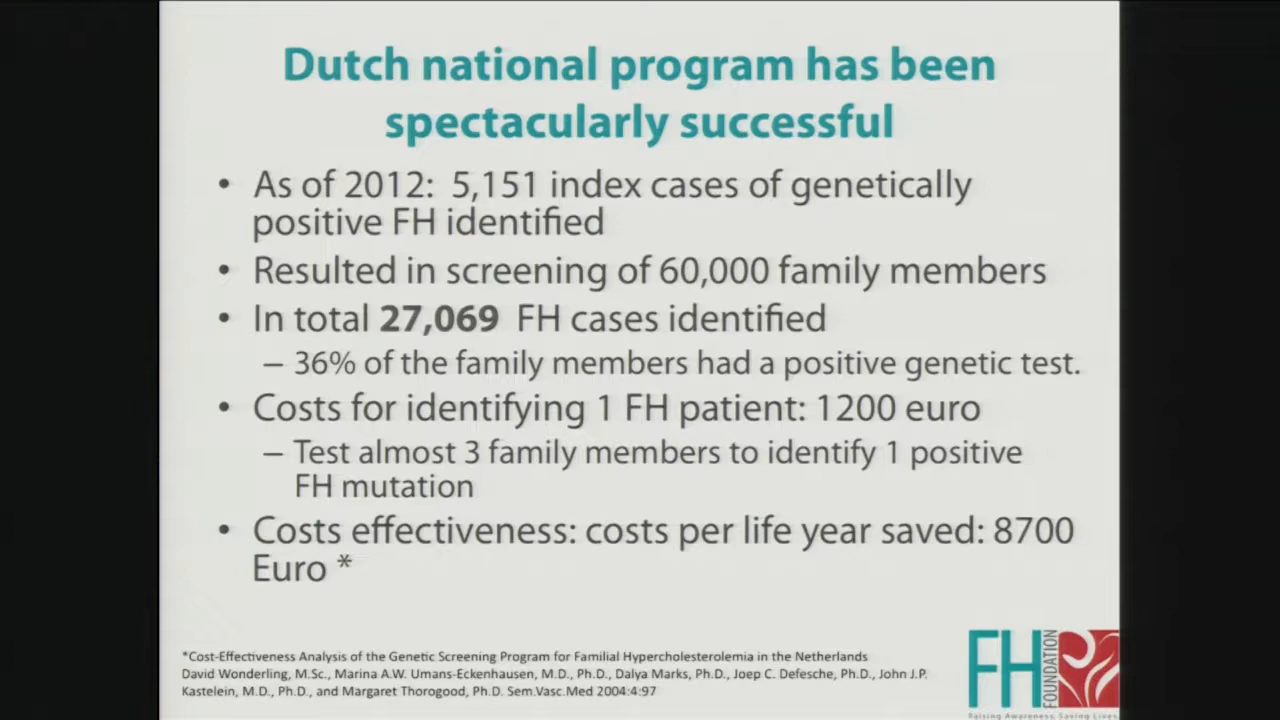 Dutch national program has been
spectacularly successful
• As of 2012: 5,151 index cases of genetically
positive FH identified
• Resulted in screening of 60,000 family members
• In total 27,069 FH cases identified
– 36% of the family members had a positive genetic test.
• Costs for identifying 1 FH patient: 1200 euro
– Test almost 3 family members to identify 1 positive
FH mutation
• Costs effectiveness: costs per life year saved: 8700
Euro *
*Cost-Effectiveness Analysis of the Genetic Screening Program for Familial Hypercholesterolemia in the Netherlands
David Wonderling, M.Sc., Marina A.W. Umans-Eckenhausen, M.D., Ph.D., Dalya Marks, Ph.D., Joep C. Defesche, Ph.D., John J.P.
Kastelein, M.D., Ph.D., and Margaret Thorogood, Ph.D. Sem.Vasc.Med 2004:4:97
FH FOUNDATION
Raising Awareness, Saving Lives